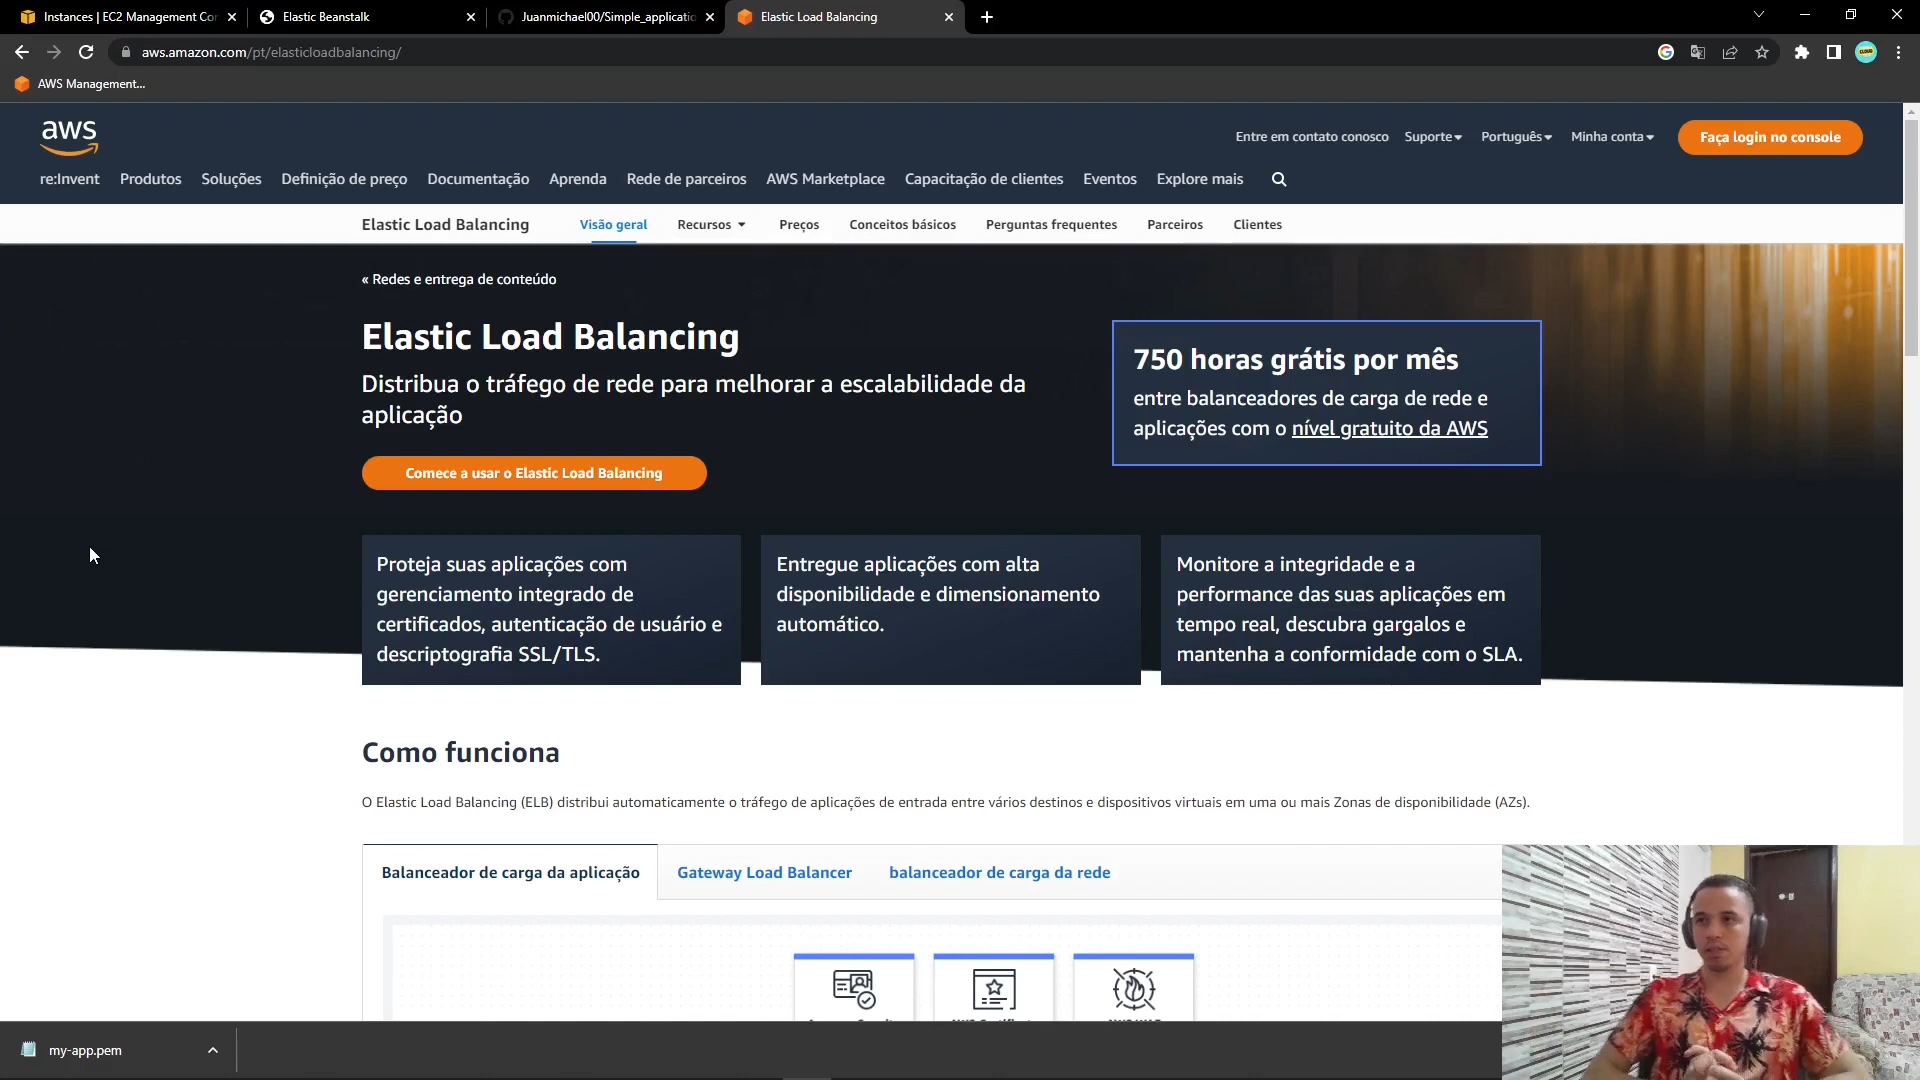 Instances | EC2 Management Cor
Elastic Beanstalk
Juanmichael00/Simple_applicatio
Elastic Load Balancing
aws.amazon.com/pt/elasticloadbalancing/
AWS Management...
aws
Entre em contato conosco
Suporte
Português
Minha conta
Faça login no console
re:Invent
Produtos
Soluções
Definição de preço
Documentação
Aprenda
Rede de parceiros
AWS Marketplace
Capacitação de clientes
Eventos
Explore mais
Elastic Load Balancing
Visão geral
Recursos
Preços
Conceitos básicos
Perguntas frequentes
Parceiros
Clientes
« Redes e entrega de conteúdo
Elastic Load Balancing
Distribua o tráfego de rede para melhorar a escalabilidade da
aplicação
Comece a usar o Elastic Load Balancing
750 horas grátis por mês
entre balanceadores de carga de rede e
aplicações com o nível gratuito da AWS
Proteja suas aplicações com
gerenciamento integrado de
certificados, autenticação de usuário e
descriptografia SSL/TLS.
Entregue aplicações com alta
disponibilidade e dimensionamento
automático.
Monitore a integridade e a
performance das suas aplicações em
tempo real, descubra gargalos e
mantenha a conformidade com o SLA.
Como funciona
O Elastic Load Balancing (ELB) distribui automaticamente o tráfego de aplicações de entrada entre vários destinos e dispositivos virtuais em uma ou mais Zonas de disponibilidade (AZs).
Balanceador de carga da aplicação
Gateway Load Balancer
balanceador de carga da rede
my-app.pem